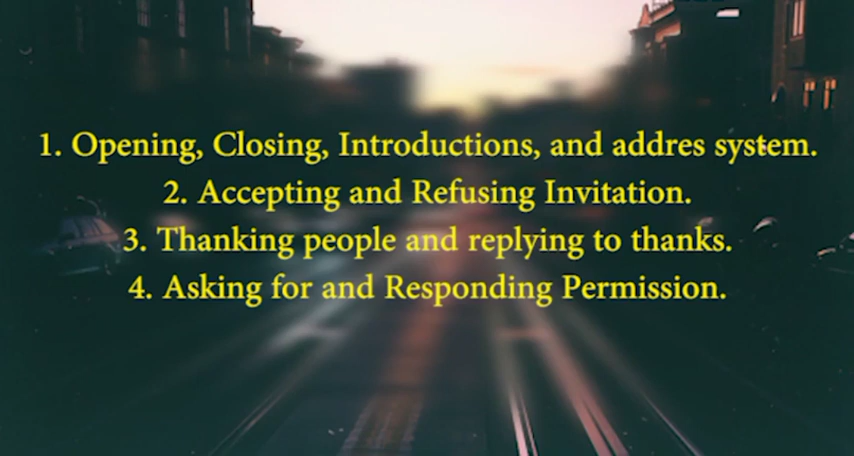 1. Opening, Closing, Introductions, and addres system.
2. Accepting and Refusing Invitation.
3. Thanking people and replying to thanks.
4. Asking for and Responding Permission.